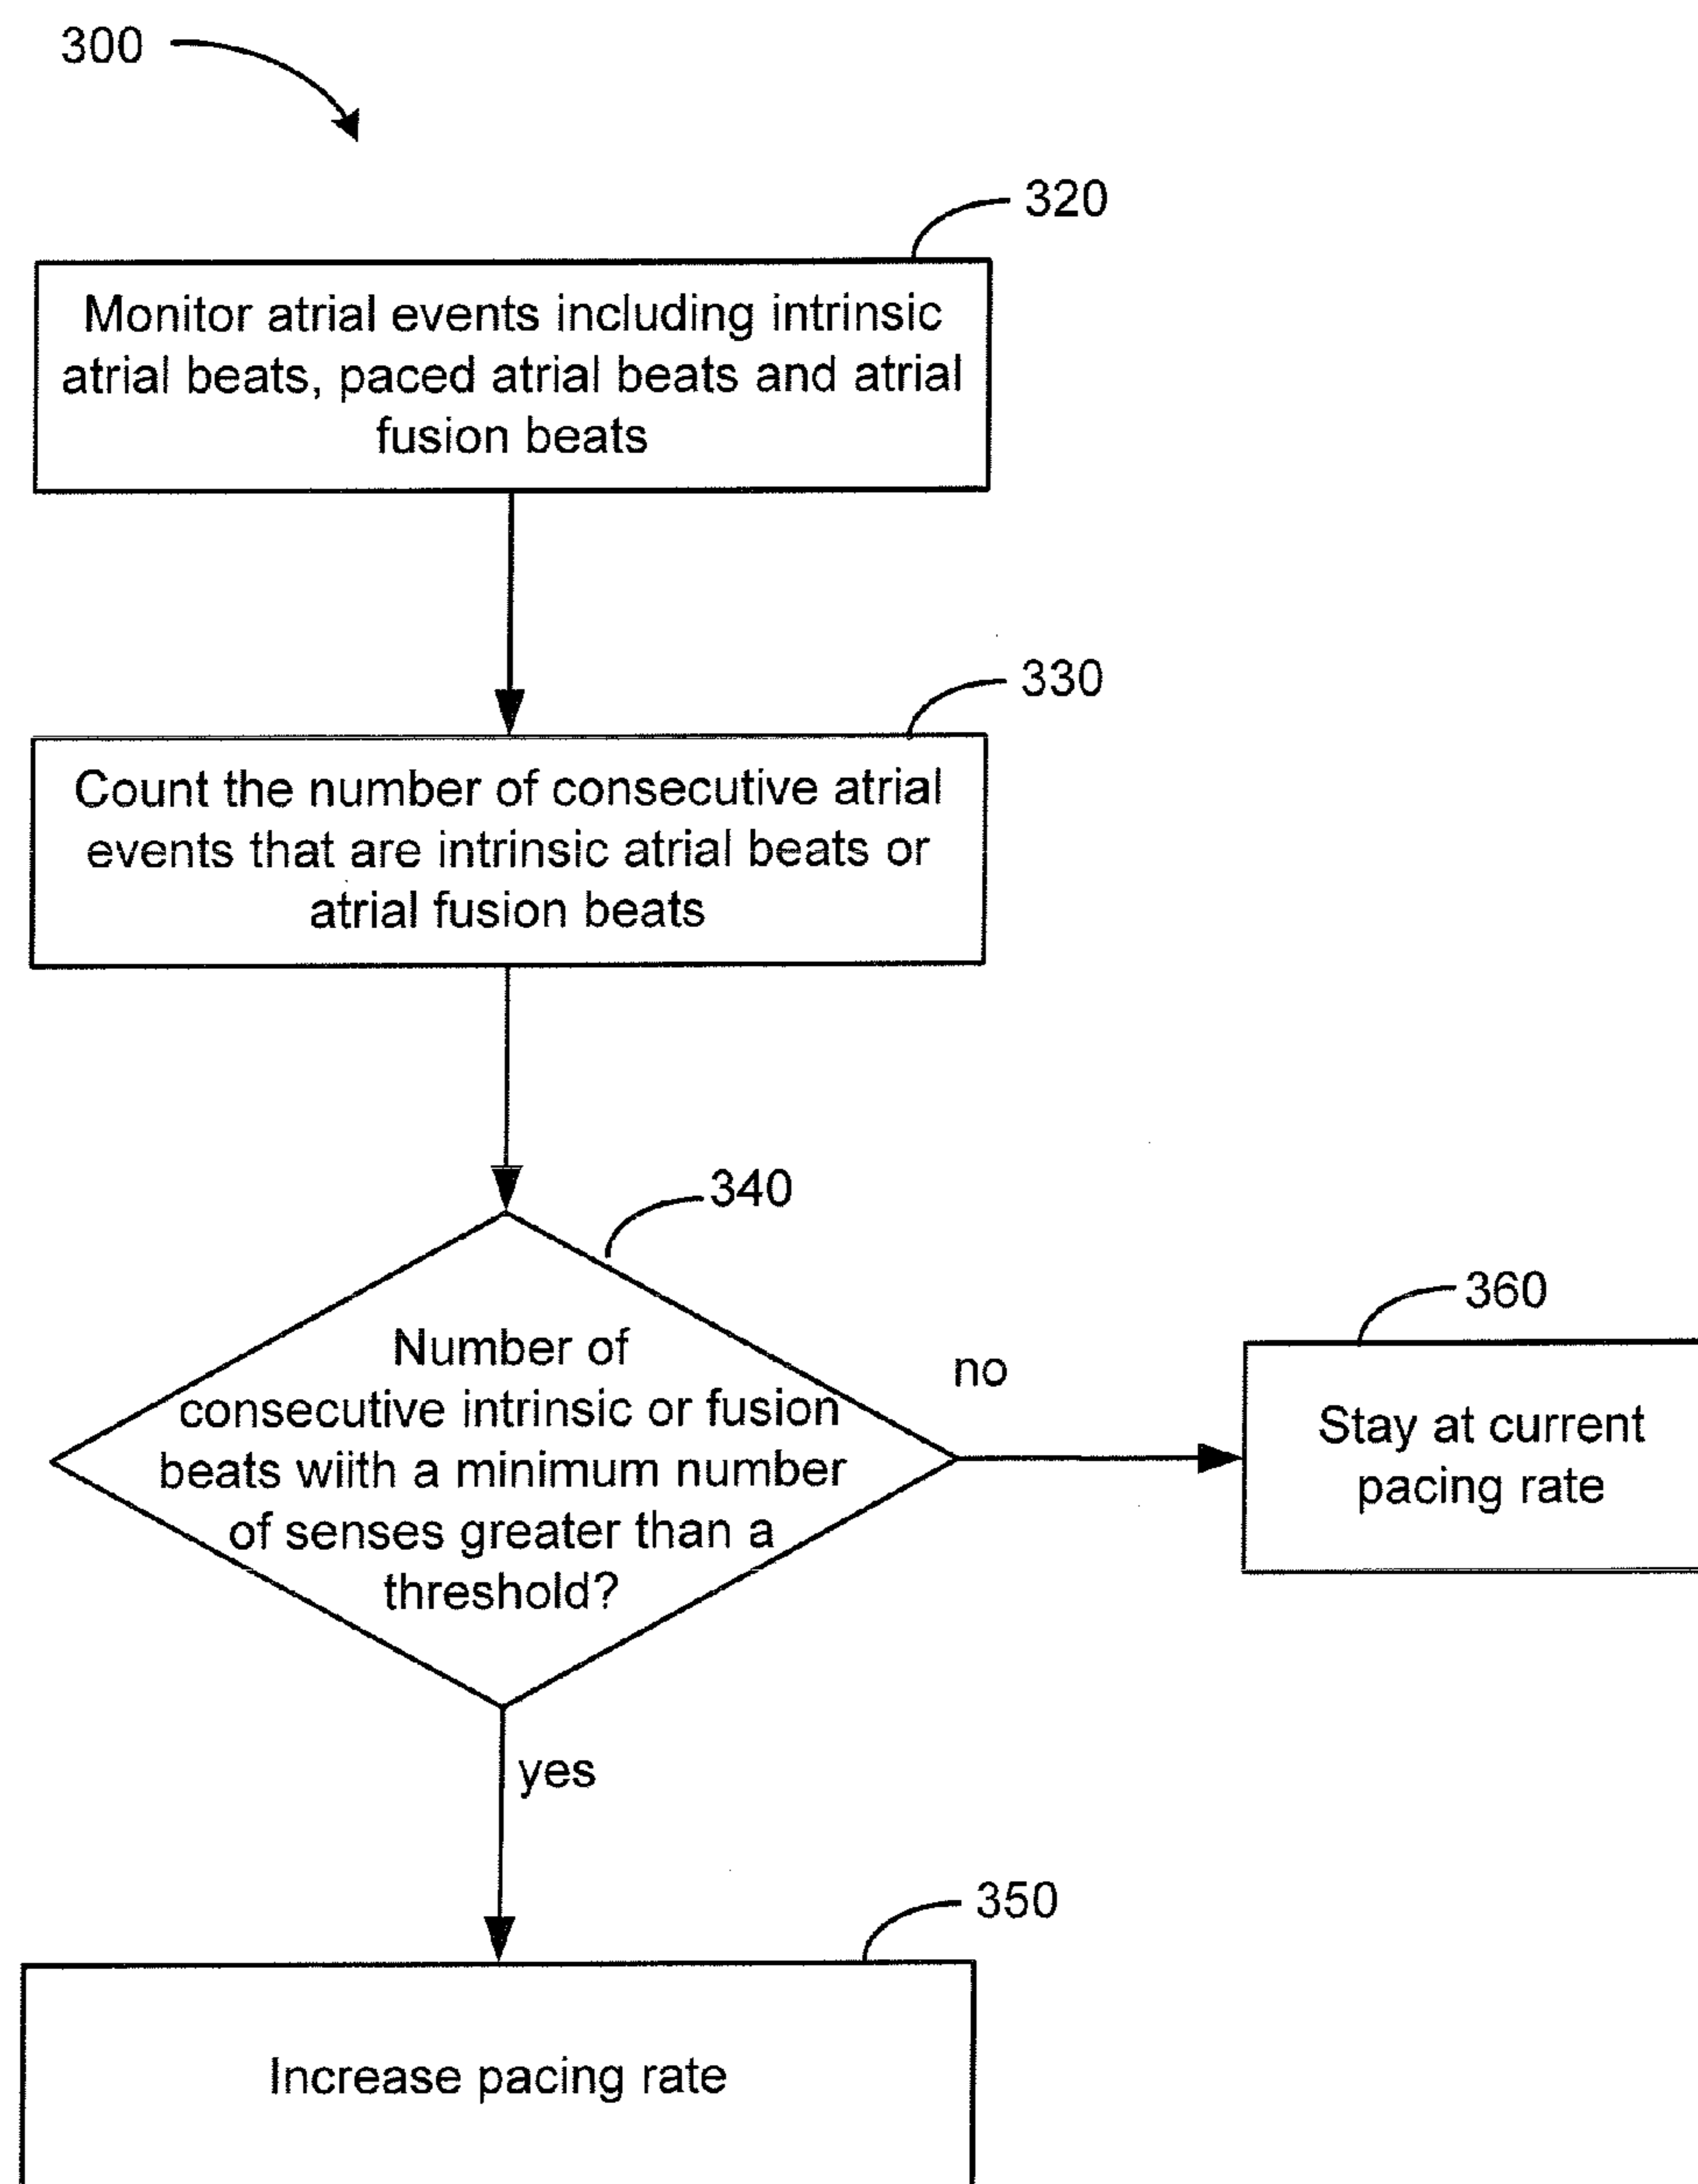 300
320
Monitor atrial events including intrinsic
atrial beats, paced atrial beats and atrial
fusion beats
330
Count the number of consecutive atrial
events that are intrinsic atrial beats or
atrial fusion beats
340
Number of
consecutive intrinsic or fusion
beats wiith a minimum number
of senses greater than a
threshold?
no
360
Stay at current
pacing rate
yes
350
Increase pacing rate